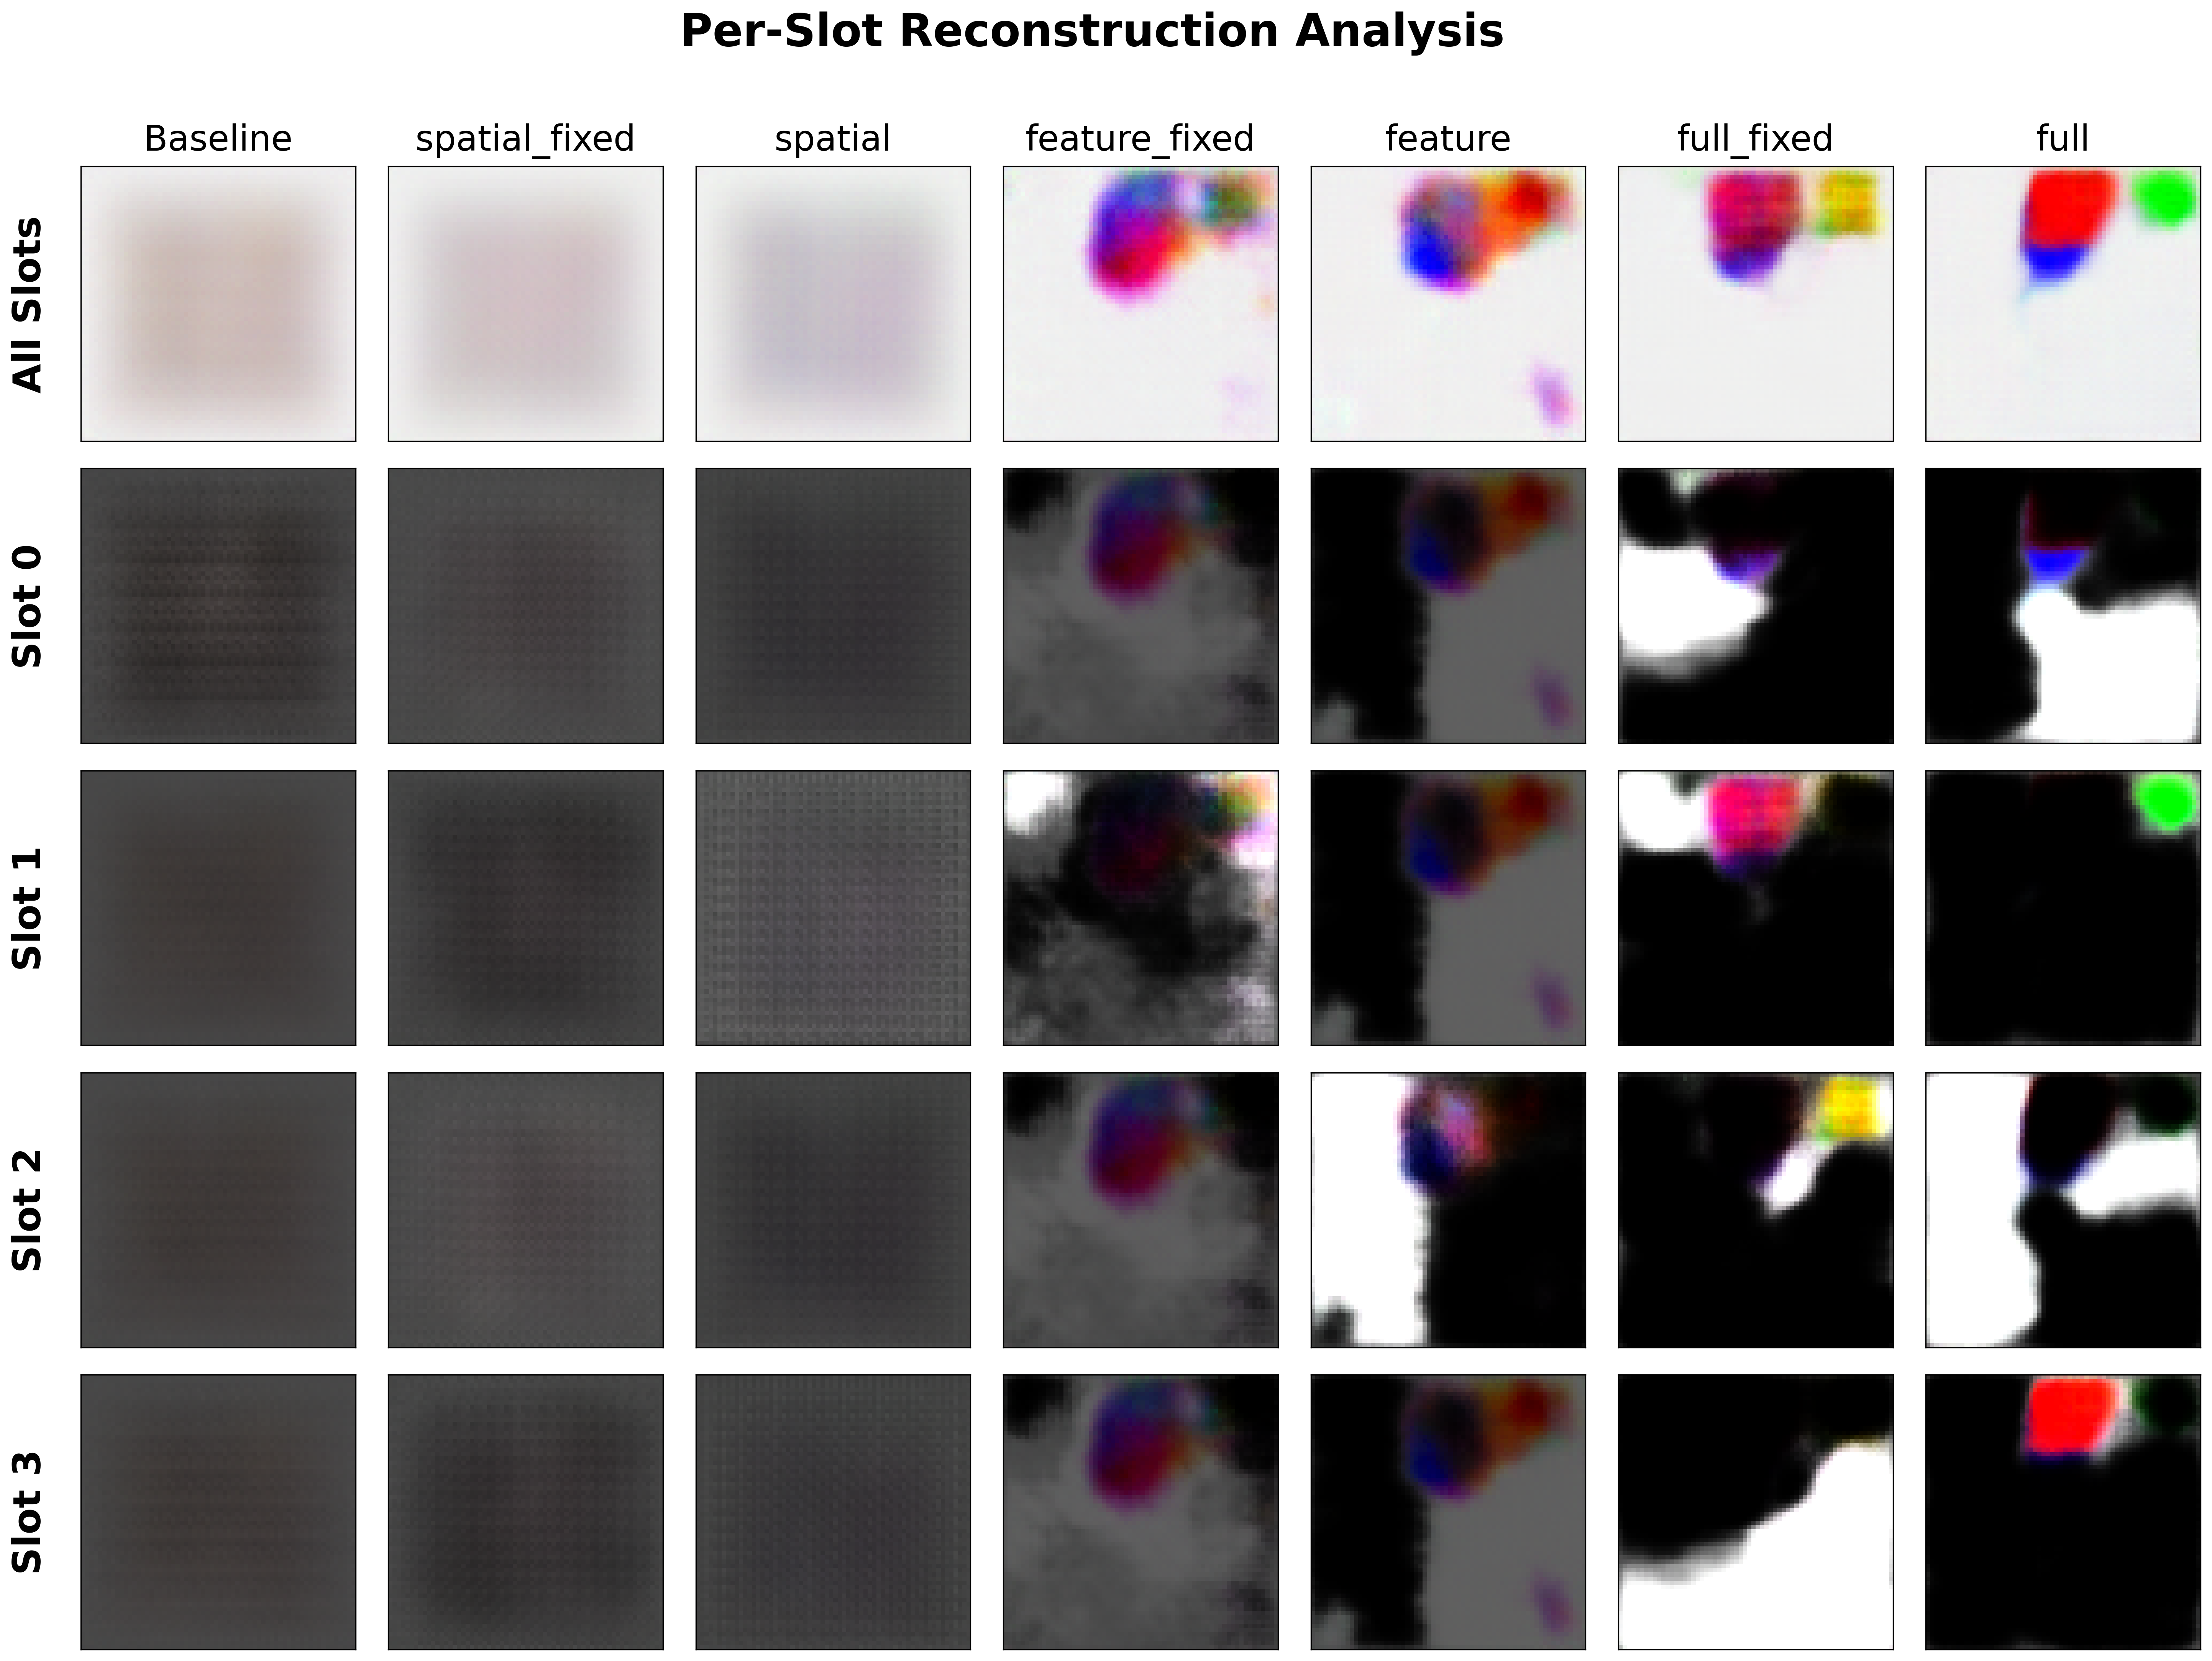 Per-Slot Reconstruction Analysis
Baseline spatial_fixed spatial feature_fixed feature full_fixed full
All Slots
Slot 0
Slot 1
Slot 2
Slot 3